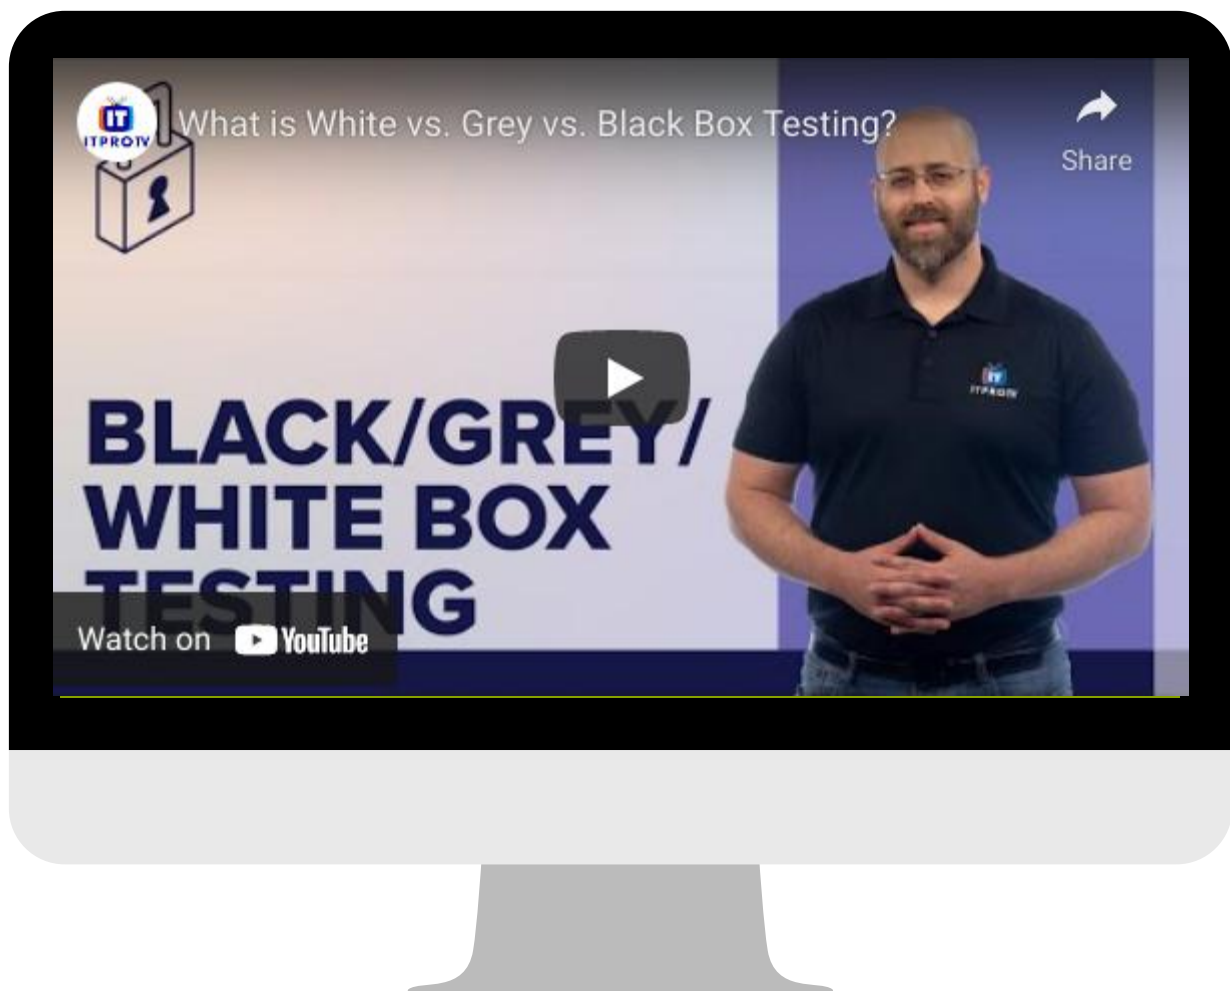 IT
ITPROTV
What is White vs. Grey vs. Black Box Testing?
Share
IT
ITPROTV
BLACK/GREY/
WHITE BOX
TESTING
Watch on YouTube